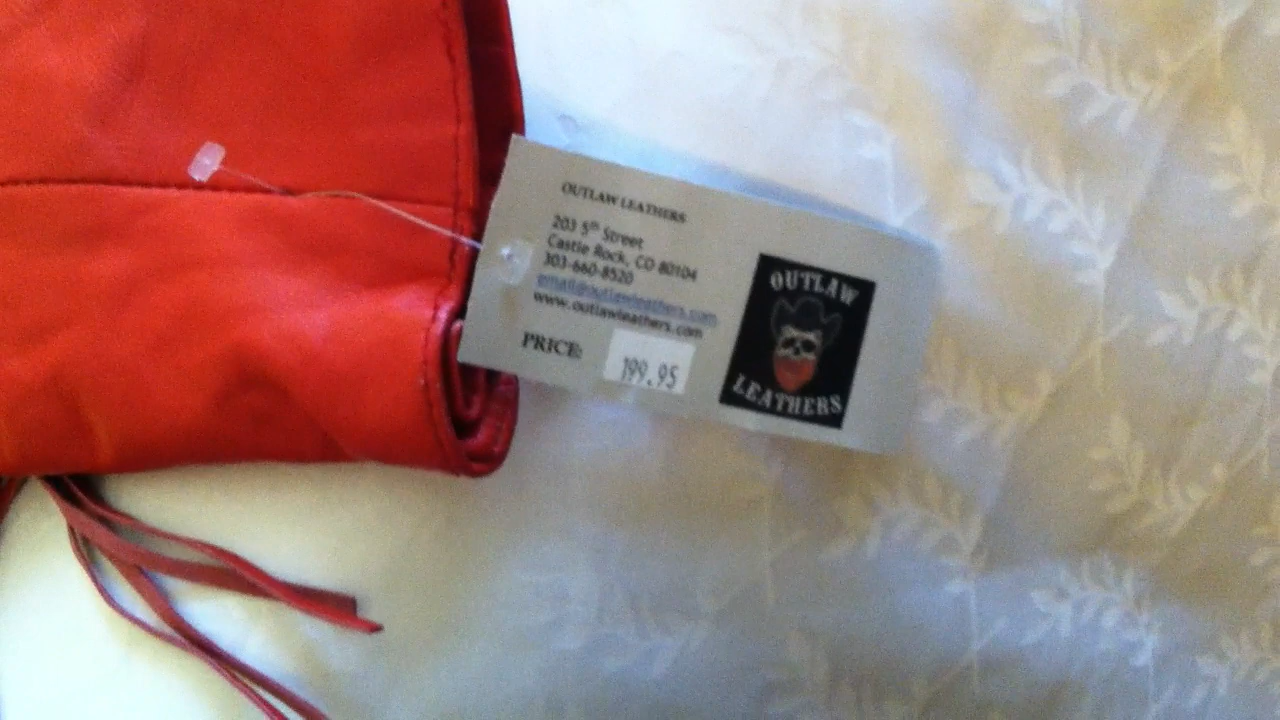 OUTLAW LEATHERS
203 5th Street
Castle Rock, CO 80104
303-660-8520
email@outlawleathers.com
www.outlawleathers.com
PRICE: 199.95
OUTLAW
LEATHERS